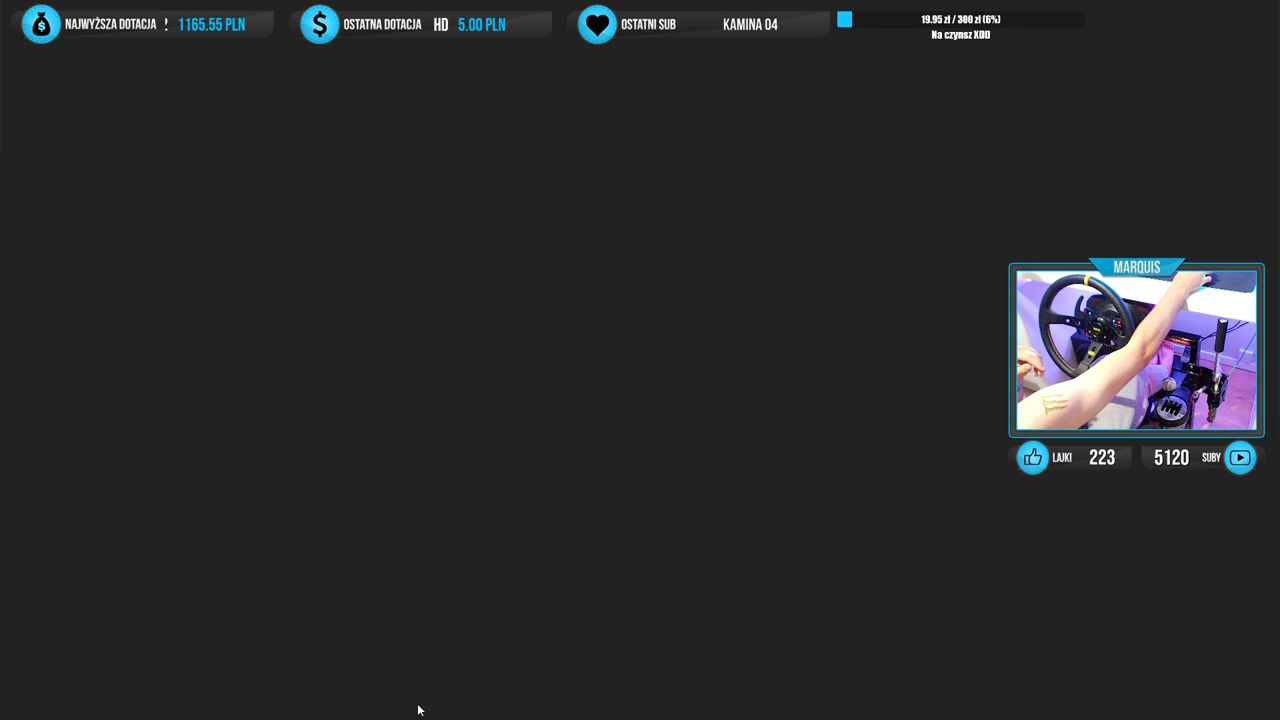 NAJWYŻSZA DOTACJA ! 1165.55 PLN
OSTATNA DOTACJA HD 5.00 PLN
OSTATNI SUB KAMINA 04
19.95 zł / 300 zł (6%)
Na czynsz XDD
MARQUIS
LAJKI 223
5120 SUBY